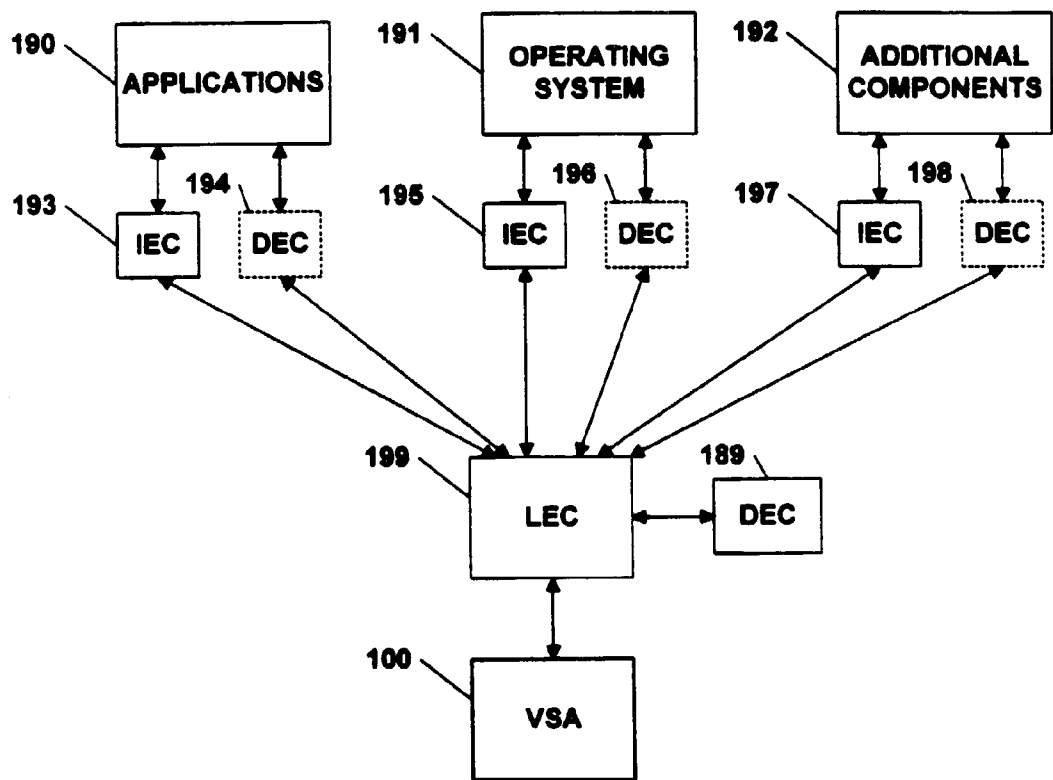 190
APPLICATIONS
191
OPERATING
SYSTEM
192
ADDITIONAL
COMPONENTS
193
IEC
194
DEC
195
IEC
196
DEC
197
IEC
198
DEC
199
LEC
189
DEC
100
VSA